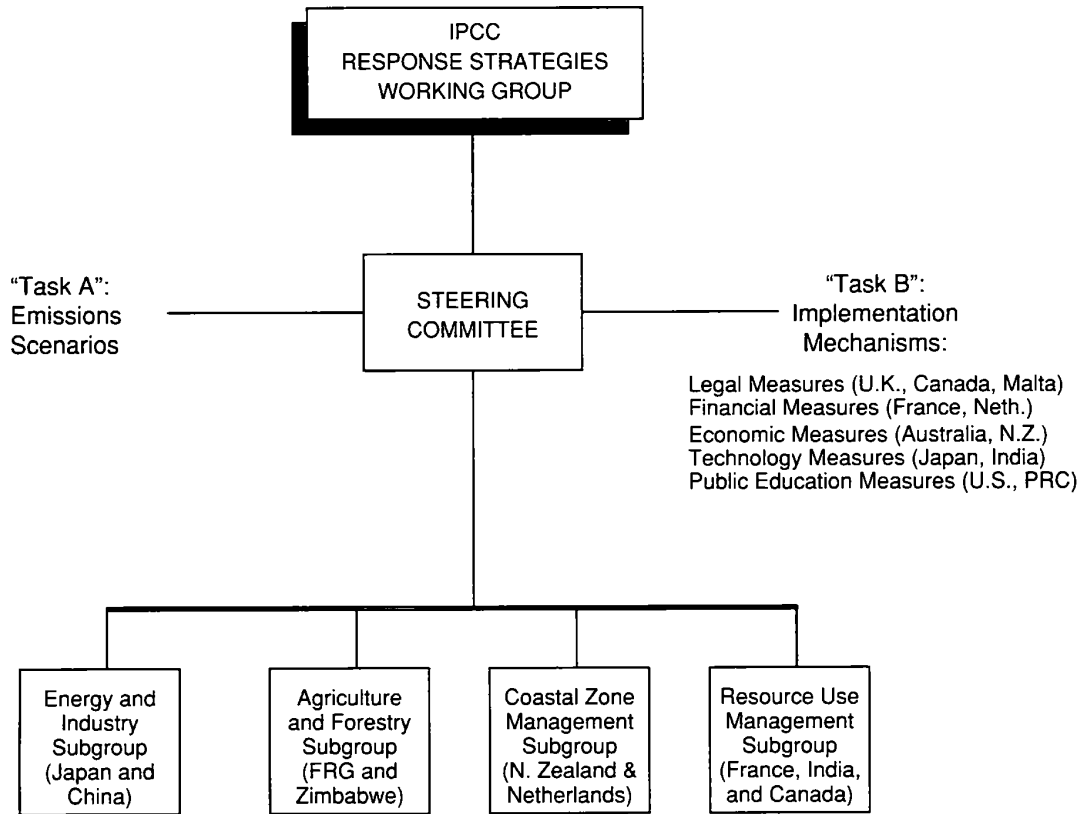 IPCC
RESPONSE STRATEGIES
WORKING GROUP
"Task A":
Emissions
Scenarios
STEERING
COMMITTEE
"Task B":
Implementation
Mechanisms:
Legal Measures (U.K., Canada, Malta)
Financial Measures (France, Neth.)
Economic Measures (Australia, N.Z.)
Technology Measures (Japan, India)
Public Education Measures (U.S., PRC)
Energy and
Industry
Subgroup
(Japan and
China)
Agriculture
and Forestry
Subgroup
(FRG and
Zimbabwe)
Coastal Zone
Management
Subgroup
(N. Zealand &
Netherlands)
Resource Use
Management
Subgroup
(France, India,
and Canada)